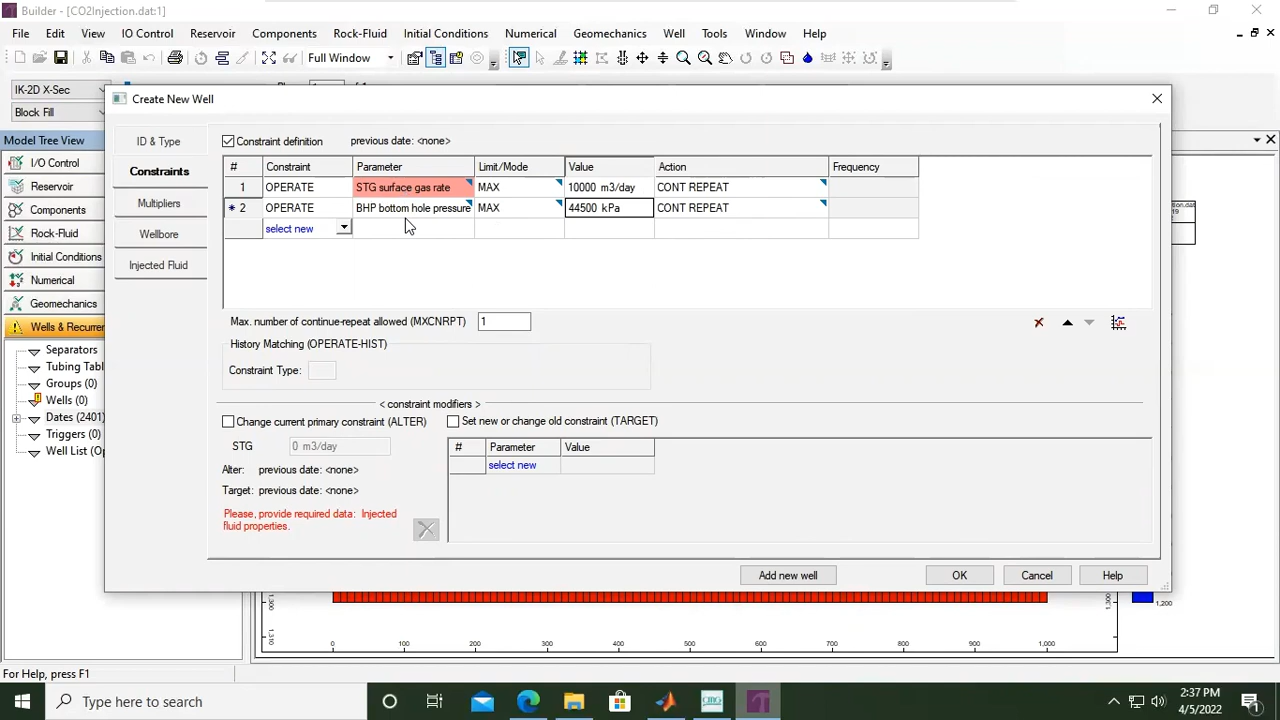 Builder - [CO2Injection.dat:1]
File Edit View IO Control Reservoir Components Rock-Fluid Initial Conditions Numerical Geomechanics Well Tools Window Help
Full Window
IK-2D X-Sec
Block Fill
Model Tree View
I/O Control
Reservoir
Components
Rock-Fluid
Initial Conditions
Numerical
Geomechanics
Wells & Recurren
Separators
Tubing Tabl
Groups (0)
Wells (0)
Dates (2401)
Triggers (0)
Well List (Op
Create New Well
ID & Type
Constraints
Multipliers
Wellbore
Injected Fluid
Constraint definition previous date: <none>
# Constraint Parameter Limit/Mode Value Action Frequency
1 OPERATE STG surface gas rate MAX 10000 m3/day CONT REPEAT
* 2 OPERATE BHP bottom hole pressure MAX 44500 kPa CONT REPEAT
select new
Max. number of continue-repeat allowed (MXCNRPT) 1
History Matching (OPERATE-HIST)
Constraint Type:
< constraint modifiers >
Change current primary constraint (ALTER) Set new or change old constraint (TARGET)
STG 0 m3/day
# Parameter Value
select new
Alter: previous date: <none>
Target: previous date: <none>
Please, provide required data: Injected
fluid properties.
Add new well OK Cancel Help
1,300
1,310
0 100 200 300 400 500 600 700 800 900 1,000
1,200
For Help, press F1
Type here to search
2:37 PM
4/5/2022